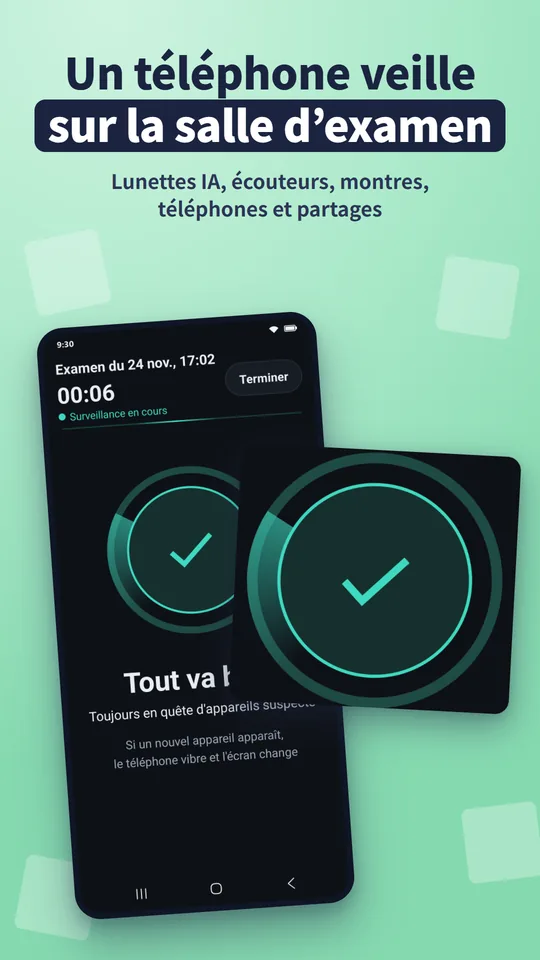 Un téléphone veille
sur la salle d’examen
Lunettes IA, écouteurs, montres,
téléphones et partages
9:30
Examen du 24 nov., 17:02
00:06
Terminer
Surveillance en cours
Tout va
Toujours en quête d'appareils suspects
Si un nouvel appareil apparaît,
le téléphone vibre et l'écran change